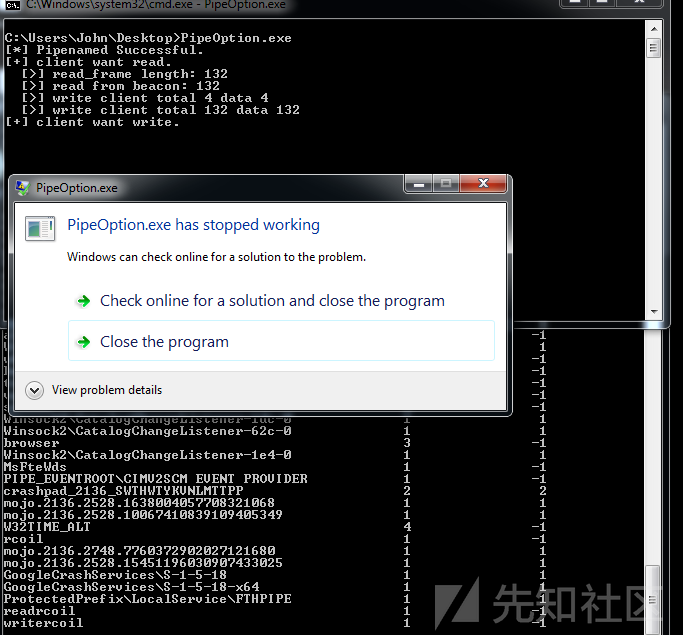 C:\Windows\system32\cmd.exe - PipeOption.exe
C:\Users\John\Desktop>PipeOption.exe
[*] Pipenamed Successful.
[+] client want read.
[>] read_frame length: 132
[>] read from beacon: 132
[>] write client total 4 data 4
[>] write client total 132 data 132
[+] client want write.
PipeOption.exe
PipeOption.exe has stopped working
Windows can check online for a solution to the problem.
Check online for a solution and close the program
Close the program
View problem details
-1
1
-1
1
-1
1
-1
Winsock2\CatalogChangeListener-1dc-0 1 1
Winsock2\CatalogChangeListener-62c-0 1 1
browser 3 -1
Winsock2\CatalogChangeListener-1e4-0 1 1
MsFteWds 1 -1
PIPE_EVENTROOT\CIMV2SCM EVENT PROVIDER 1 -1
crashpad_2136_SWTHWTYKVNLMTTPP 2 2
mojo.2136.2528.1638004057708321068 1 1
mojo.2136.2528.10067410839109405349 1 1
W32TIME_ALT 4 -1
rcoil 1 -1
mojo.2136.2748.7760372902027121680 1 1
mojo.2136.2528.15451196030907433025 1 1
GoogleCrashServices\S-1-5-18 1 1
GoogleCrashServices\S-1-5-18-x64 1 1
ProtectedPrefix\LocalService\FTHPIPE 1 -1
readrcoil 1 1
writercoil 1 1
先知社区